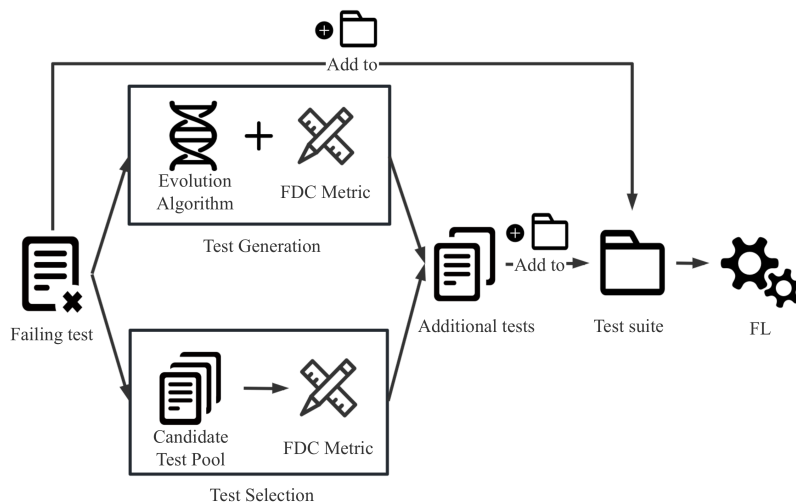 Add to
Evolution
Algorithm
FDC Metric
Test Generation
Failing test
Add to
Additional tests
Test suite
FL
Candidate
Test Pool
FDC Metric
Test Selection